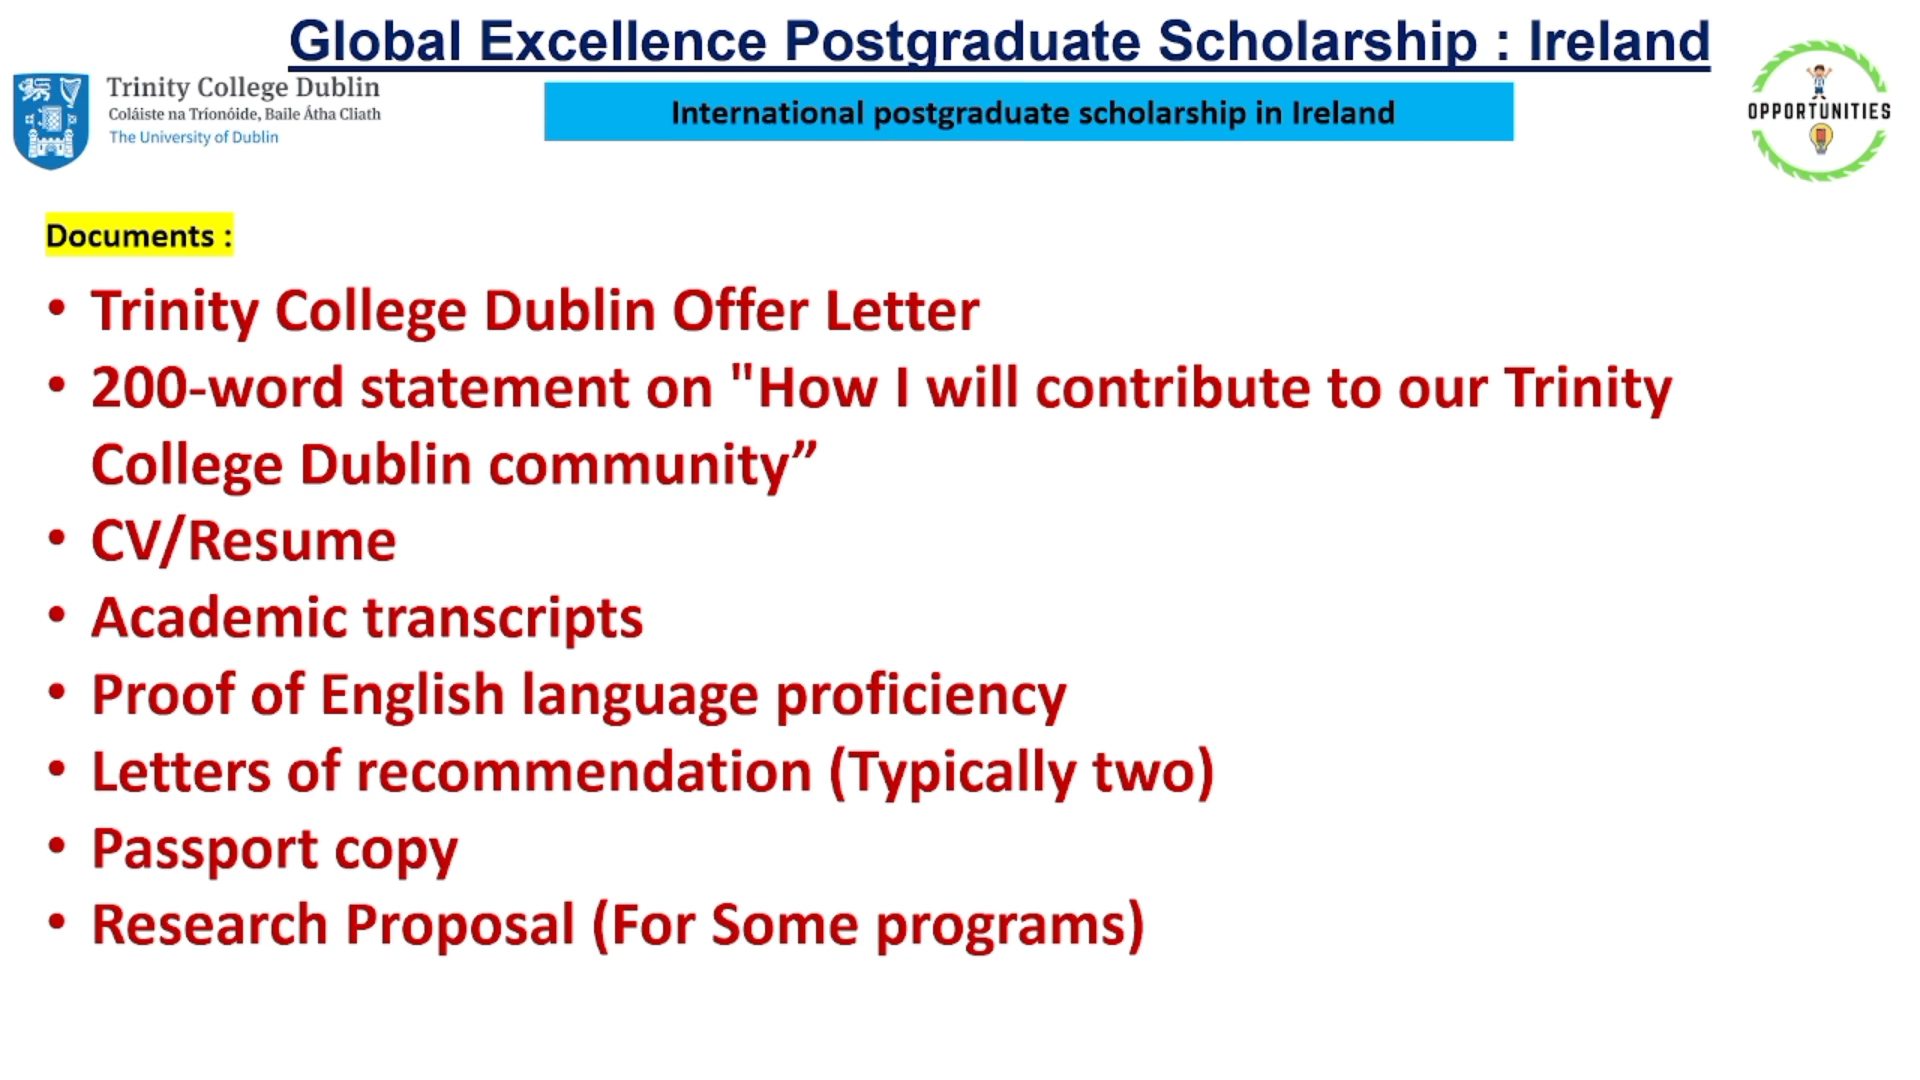 Global Excellence Postgraduate Scholarship : Ireland
Trinity College Dublin
Coláiste na Tríonóide, Baile Átha Cliath
The University of Dublin
International postgraduate scholarship in Ireland
OPPORTUNITIES
Documents :
• Trinity College Dublin Offer Letter
• 200-word statement on "How I will contribute to our Trinity
College Dublin community”
• CV/Resume
• Academic transcripts
• Proof of English language proficiency
• Letters of recommendation (Typically two)
• Passport copy
• Research Proposal (For Some programs)